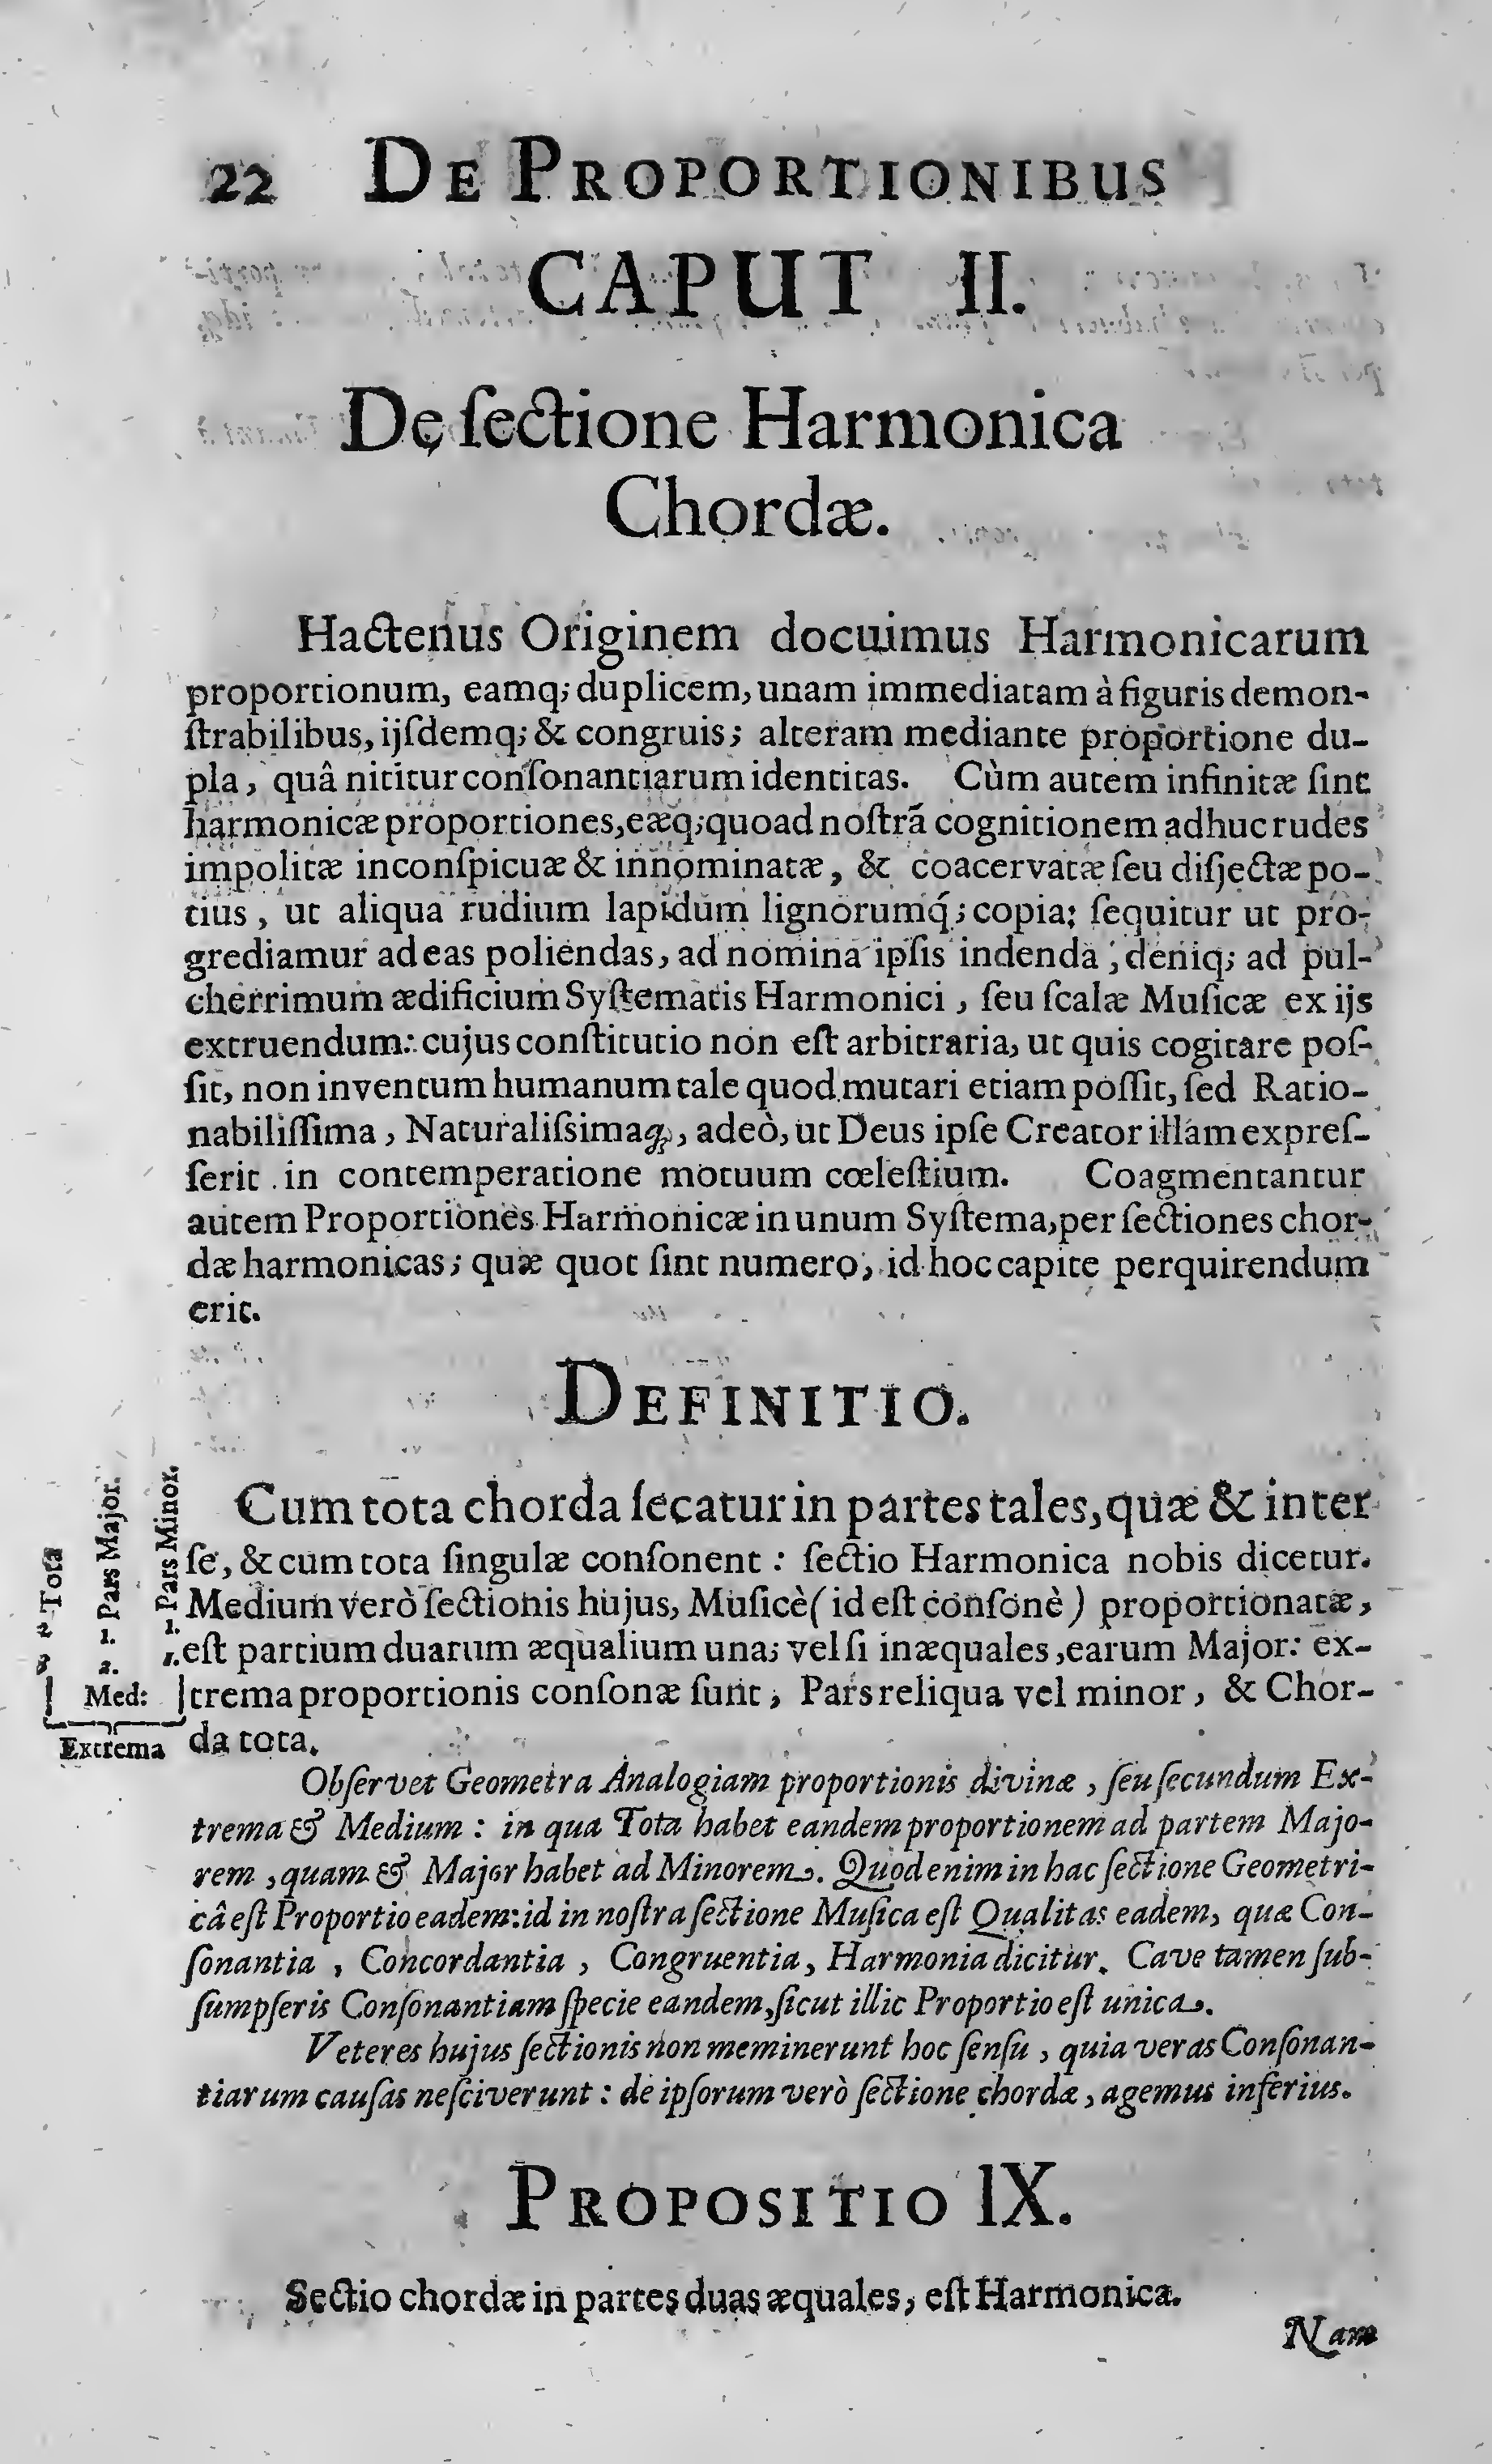 22 DE PROPORTIONIBUS
CAPUT II.
De ſectione Harmonica
Chordæ.
Hactenus Originem docuimus Harmonicarum
proportionum, eamq; duplicem, unam immediatam à figuris demon-
ſtrabilibus, ijſdemq; & congruis; alteram mediante proportione du-
pla, quâ nititur conſonantiarum identitas. Cùm autem infinitæ ſint
harmonicæ proportiones, eæq; quoad noſtrã cognitionem adhuc rudes
impolitæ inconſpicuæ & innominatæ, & coacervatæ ſeu diſjectæ po-
tius, ut aliqua rudium lapidum lignorumq́; copia; ſequitur ut pro-
grediamur ad eas poliendas, ad nomina ipſis indenda, deniq; ad pul-
cherrimum ædificium Syſtematis Harmonici, ſeu ſcalæ Muſicæ ex ijs
extruendum: cujus conſtitutio non eſt arbitraria, ut quis cogitare poſ-
ſit, non inventum humanum tale quod mutari etiam poſſit, ſed Ratio-
nabiliſſima, Naturaliſsimaq;, adeò, ut Deus ipſe Creator illam expreſ-
ſerit in contemperatione motuum cœleſtium. Coagmentantur
autem Proportiones Harmonicæ in unum Syſtema, per ſectiones chor-
dæ harmonicas; quæ quot ſint numero, id hoc capite perquirendum
erit.
DEFINITIO.
Cum tota chorda ſecatur in partes tales, quæ & inter
ſe, & cum tota ſingulæ conſonent: ſectio Harmonica nobis dicetur.
Medium verò ſectionis hujus, Muſicè (id eſt conſonè) proportionatæ,
eſt partium duarum æqualium una; vel ſi inæquales, earum Major: ex-
trema proportionis conſonæ ſunt, Pars reliqua vel minor, & Chor-
da tota.
Tota
Pars Major.
Pars Minor.
2 1. 1.
3 2. 1.
Med:
Extrema
Obſervet Geometra Analogiam proportionis divinæ, ſeu ſecundum Ex-
trema & Medium: in qua Tota habet eandem proportionem ad partem Majo-
rem, quam & Major habet ad Minorem. Quod enim in hac ſectione Geometri-
câ eſt Proportio eadem: id in noſtra ſectione Muſica eſt Qualitas eadem, quæ Con-
ſonantia, Concordantia, Congruentia, Harmonia dicitur. Cave tamen ſub-
ſumpſeris Conſonantiam ſpecie eandem, ſicut illic Proportio eſt unica.
Veteres hujus ſectionis non meminerunt hoc ſenſu, quia veras Conſonan-
tiarum cauſas neſciverunt: de ipſorum verò ſectione chordæ, agemus inferius.
PROPOSITIO IX.
Sectio chordæ in partes duas æquales, eſt Harmonica.
Nam